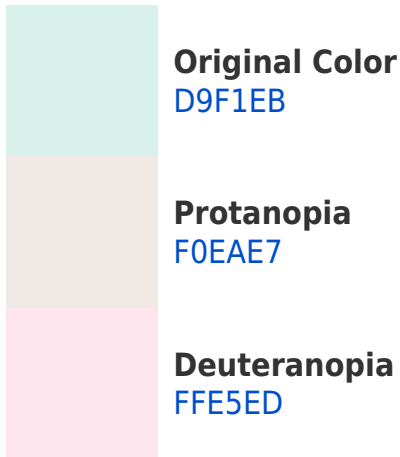 Original Color
D9F1EB
Protanopia
F0EAE7
Deuteranopia
FFE5ED